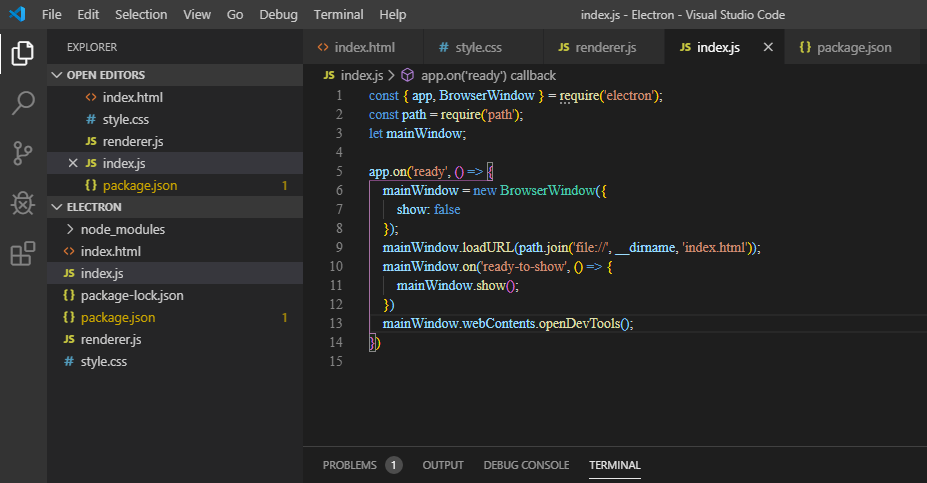 File Edit Selection View Go Debug Terminal Help index.js - Electron - Visual Studio Code
EXPLORER
OPEN EDITORS
<> index.html
# style.css
JS renderer.js
JS index.js
{} package.json 1
ELECTRON
> node_modules
<> index.html
JS index.js
{} package-lock.json
{} package.json 1
JS renderer.js
# style.css
<> index.html # style.css JS renderer.js JS index.js {} package.json
JS index.js > app.on('ready') callback
1 const { app, BrowserWindow } = require('electron');
2 const path = require('path');
3 let mainWindow;
4
5 app.on('ready', () => {
6 mainWindow = new BrowserWindow({
7 show: false
8 });
9 mainWindow.loadURL(path.join('file://', __dirname, 'index.html'));
10 mainWindow.on('ready-to-show', () => {
11 mainWindow.show();
12 })
13 mainWindow.webContents.openDevTools();
14 })
15
PROBLEMS 1 OUTPUT DEBUG CONSOLE TERMINAL